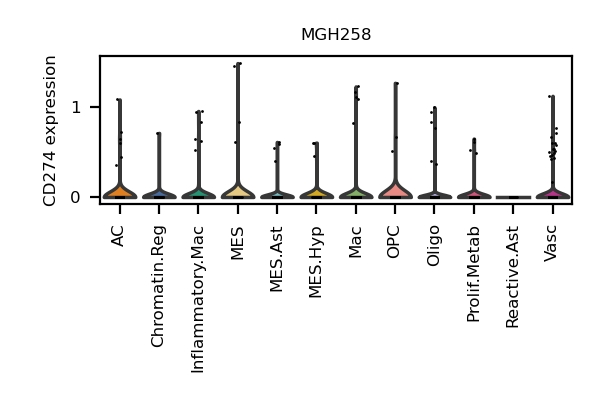 MGH258
CD274 expression
1
0
AC
Chromatin.Reg
Inflammatory.Mac
MES
MES.Ast
MES.Hyp
Mac
OPC
Oligo
Prolif.Metab
Reactive.Ast
Vasc